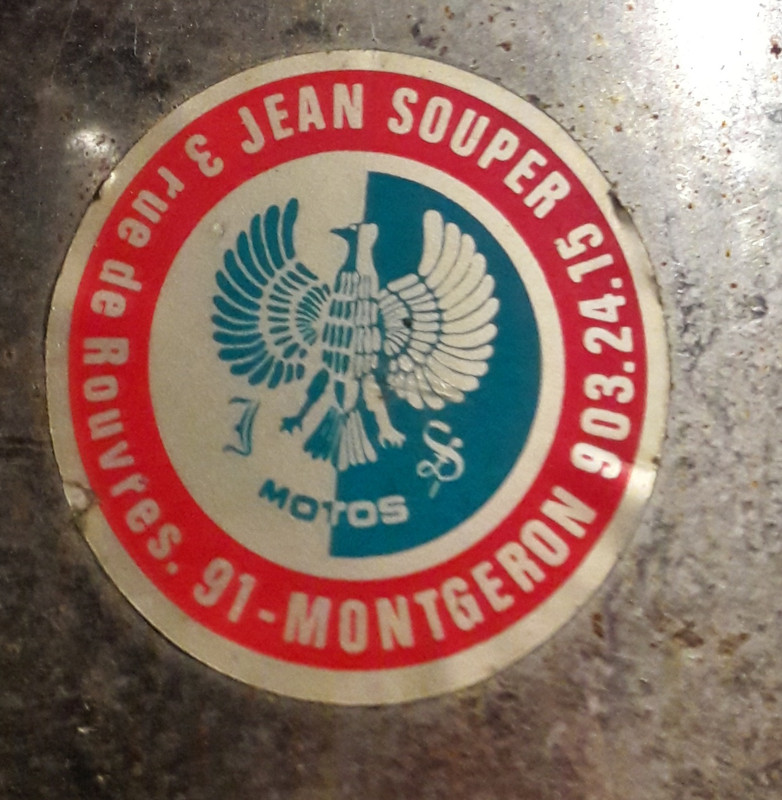 JEAN SOUPER
3 rue de Rouvres. 91-MONTGERON 903.24.15
J S
MOTOS